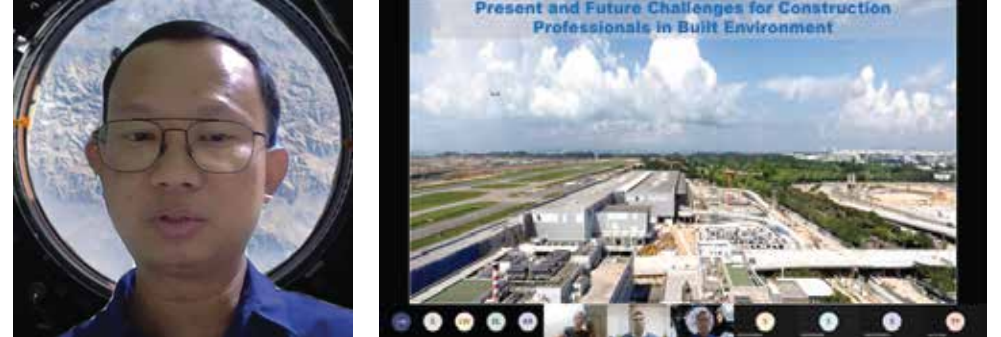 Present and Future Challenges for Construction
Professionals in Built Environment